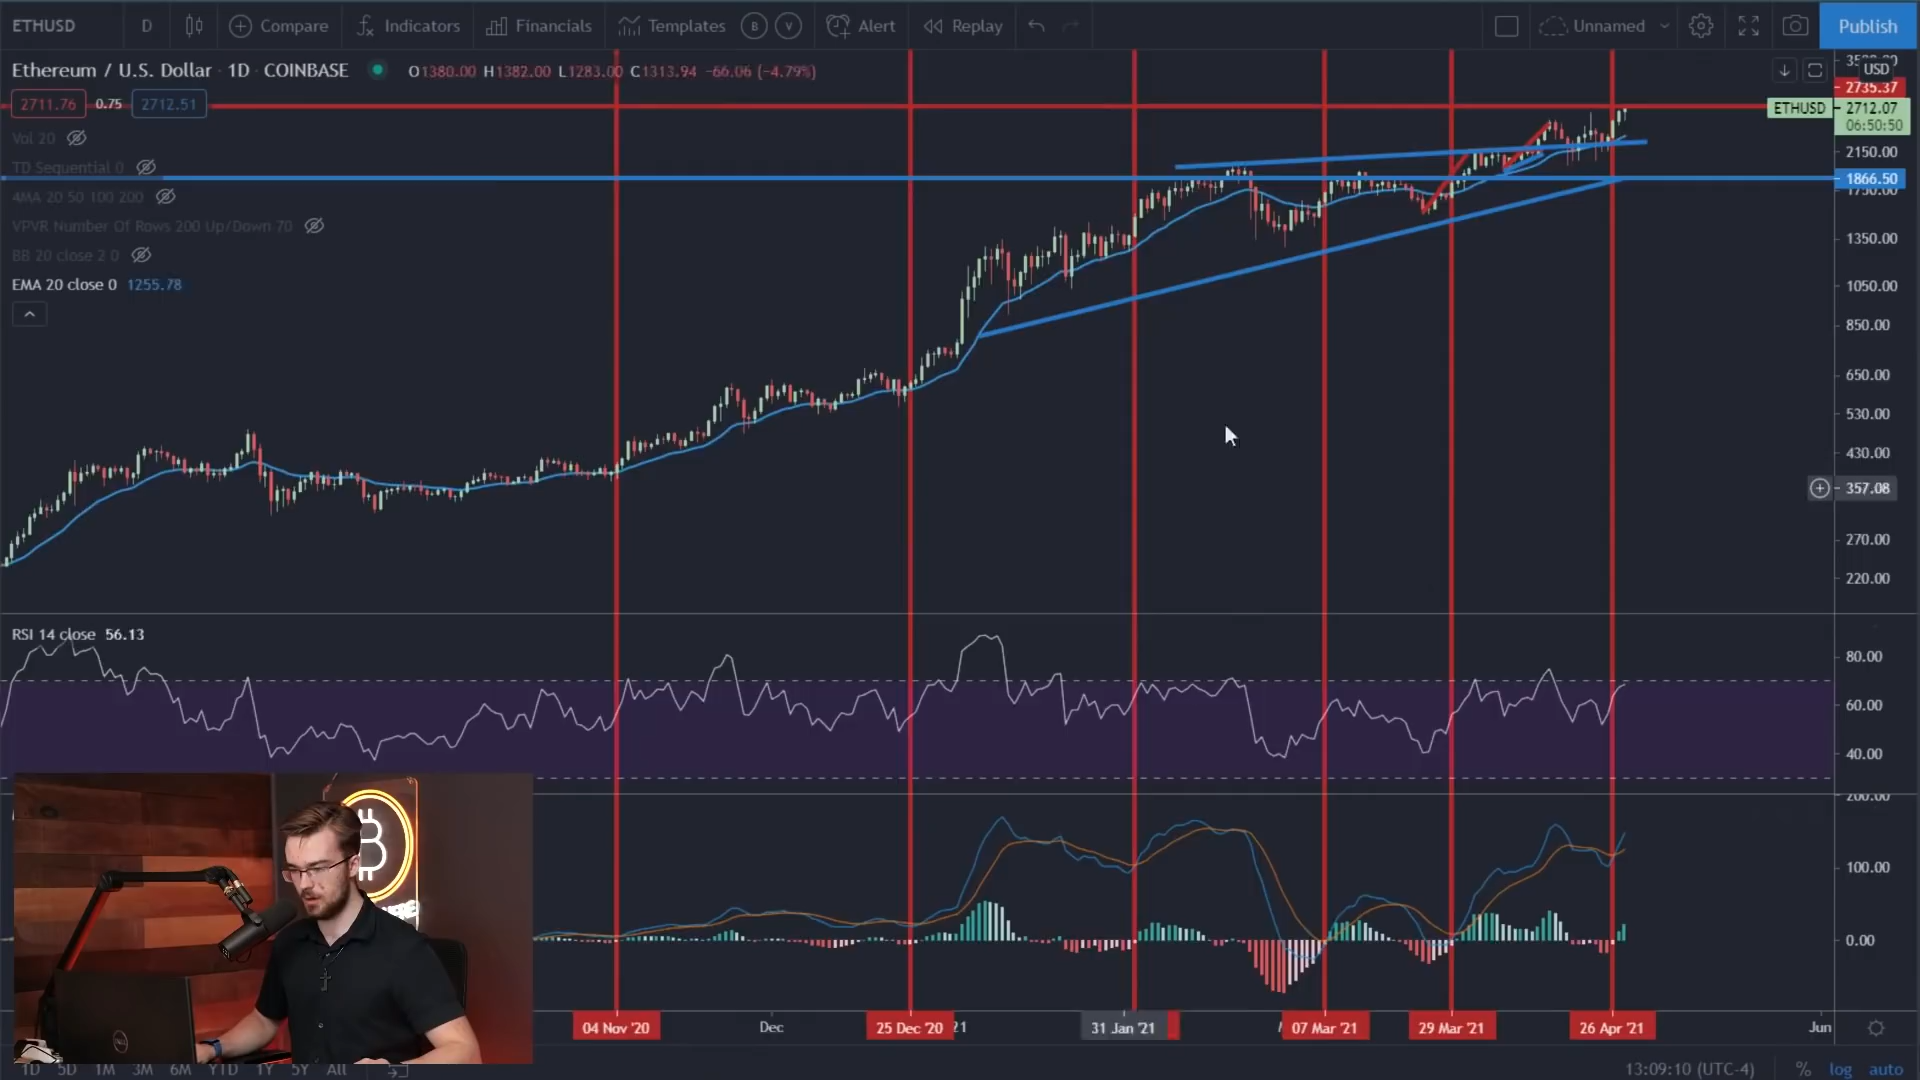 ETHUSD D Compare Indicators Financials Templates B V Alert Replay Unnamed Publish
Ethereum / U.S. Dollar · 1D · COINBASE O1380.00 H1382.00 L1283.00 C1313.94 −66.06 (−4.79%)
USD
2711.76 0.75 2712.51
2735.37
ETHUSD 2712.07
06:50:50
Vol 20
2150.00
TD Sequential 0
1866.50
4MA 20 50 100 200
1750.00
VPVR Number Of Rows 200 Up/Down 70
1350.00
BB 20 close 2 0
EMA 20 close 0 1255.78
1050.00
850.00
650.00
530.00
430.00
357.08
270.00
220.00
RSI 14 close 56.13
80.00
60.00
40.00
200.00
100.00
0.00
04 Nov '20 Dec 25 Dec '20 21 31 Jan '21 07 Mar '21 29 Mar '21 26 Apr '21 Jun
1D 5D 1M 3M 6M YTD 1Y 5Y All 13:09:10 (UTC-4) % log auto